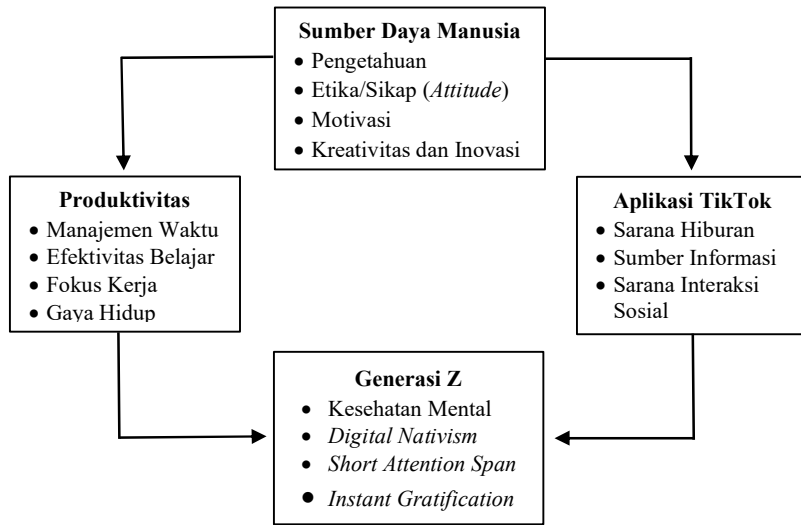 Sumber Daya Manusia
• Pengetahuan
• Etika/Sikap (Attitude)
• Motivasi
• Kreativitas dan Inovasi
Produktivitas
• Manajemen Waktu
• Efektivitas Belajar
• Fokus Kerja
• Gaya Hidup
Aplikasi TikTok
• Sarana Hiburan
• Sumber Informasi
• Sarana Interaksi
Sosial
Generasi Z
• Kesehatan Mental
• Digital Nativism
• Short Attention Span
• Instant Gratification